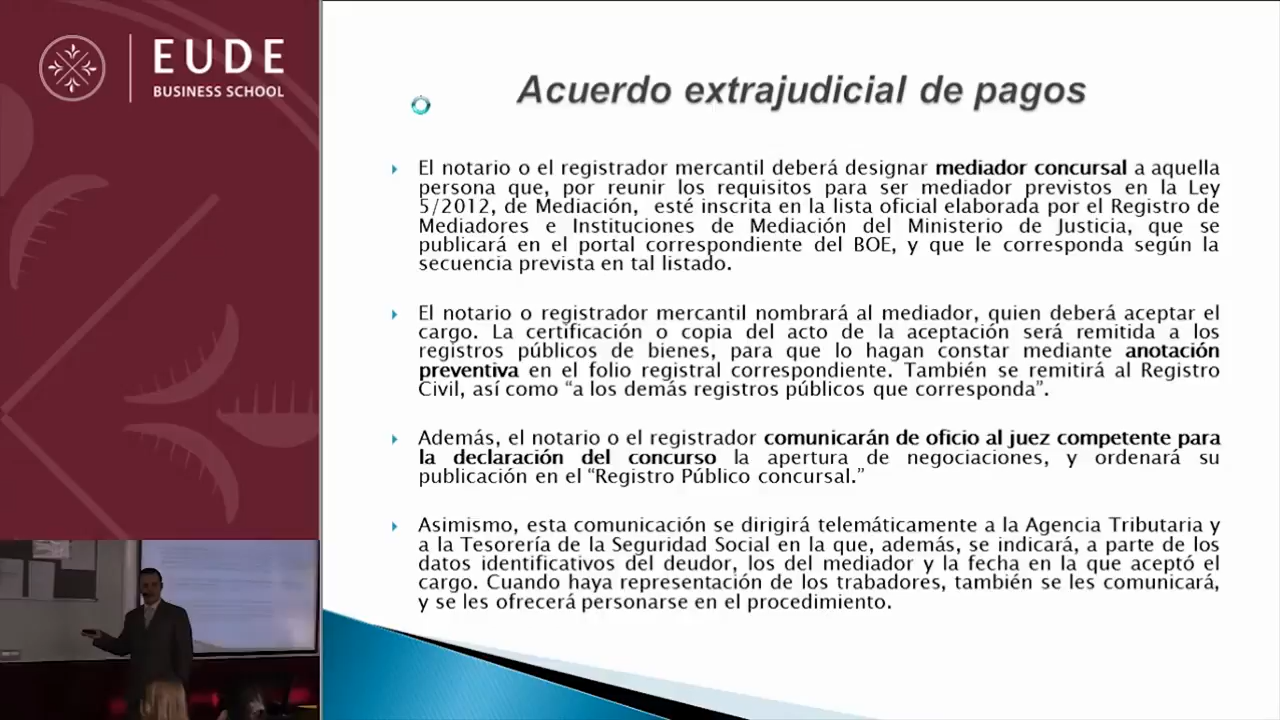 EUDE
BUSINESS SCHOOL
Acuerdo extrajudicial de pagos
El notario o el registrador mercantil deberá designar mediador concursal a aquella
persona que, por reunir los requisitos para ser mediador previstos en la Ley
5/2012, de Mediación, esté inscrita en la lista oficial elaborada por el Registro de
Mediadores e Instituciones de Mediación del Ministerio de Justicia, que se
publicará en el portal correspondiente del BOE, y que le corresponda según la
secuencia prevista en tal listado.
El notario o registrador mercantil nombrará al mediador, quien deberá aceptar el
cargo. La certificación o copia del acto de la aceptación será remitida a los
registros públicos de bienes, para que lo hagan constar mediante anotación
preventiva en el folio registral correspondiente. También se remitirá al Registro
Civil, así como “a los demás registros públicos que corresponda”.
Además, el notario o el registrador comunicarán de oficio al juez competente para
la declaración del concurso la apertura de negociaciones, y ordenará su
publicación en el “Registro Público concursal.”
Asimismo, esta comunicación se dirigirá telemáticamente a la Agencia Tributaria y
a la Tesorería de la Seguridad Social en la que, además, se indicará, a parte de los
datos identificativos del deudor, los del mediador y la fecha en la que aceptó el
cargo. Cuando haya representación de los trabadores, también se les comunicará,
y se les ofrecerá personarse en el procedimiento.